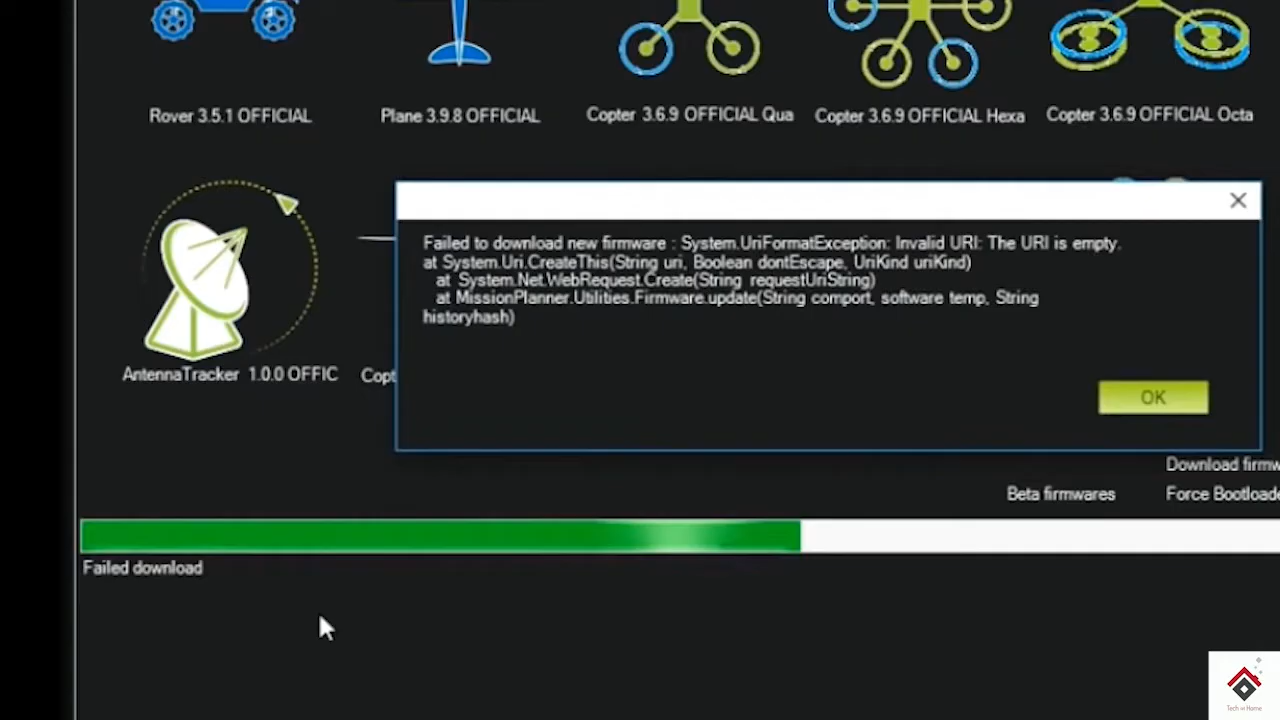 Rover 3.5.1 OFFICIAL
Plane 3.9.8 OFFICIAL
Copter 3.6.9 OFFICIAL Qua
Copter 3.6.9 OFFICIAL Hexa
Copter 3.6.9 OFFICIAL Octa
Failed to download new firmware : System.UriFormatException: Invalid URI: The URI is empty.
at System.Uri.CreateThis(String uri, Boolean dontEscape, UriKind uriKind)
at System.Net.WebRequest.Create(String requestUriString)
at MissionPlanner.Utilities.Firmware.update(String comport, software temp, String
historyhash)
OK
AntennaTracker 1.0.0 OFFIC
Copt
Download firmw
Beta firmwares
Force Bootloade
Failed download
Tech at Home